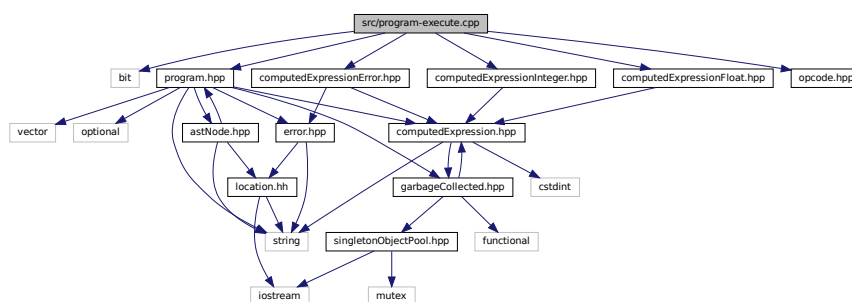 src/program-execute.cpp
bit
program.hpp
computedExpressionError.hpp
computedExpressionInteger.hpp
computedExpressionFloat.hpp
opcode.hpp
vector
optional
astNode.hpp
error.hpp
computedExpression.hpp
location.hh
garbageCollected.hpp
cstdint
string
singletonObjectPool.hpp
functional
iostream
mutex